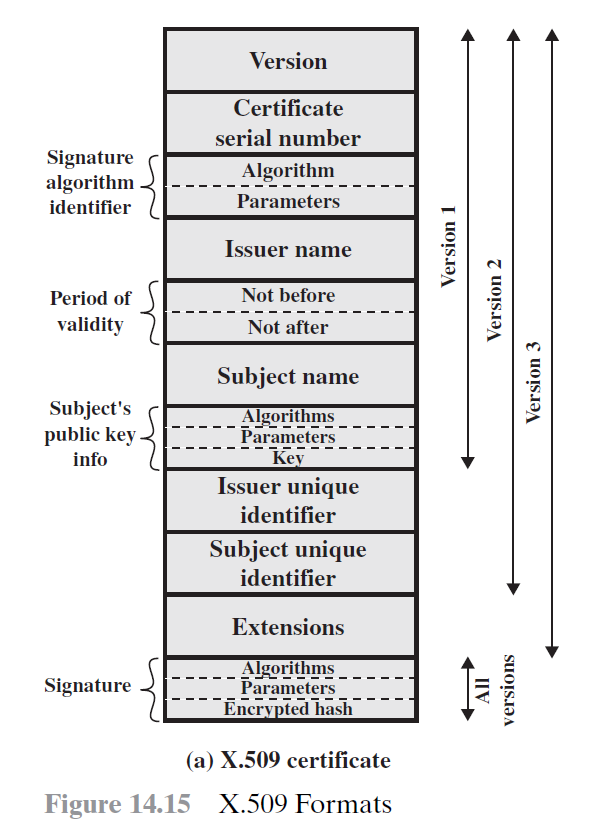 Version
Certificate
serial number
Signature
algorithm
identifier
Algorithm
Parameters
Issuer name
Period of
validity
Not before
Not after
Subject name
Subject's
public key
info
Algorithms
Parameters
Key
Issuer unique
identifier
Subject unique
identifier
Extensions
Signature
Algorithms
Parameters
Encrypted hash
Version 1
Version 2
Version 3
All
versions
(a) X.509 certificate
Figure 14.15 X.509 Formats